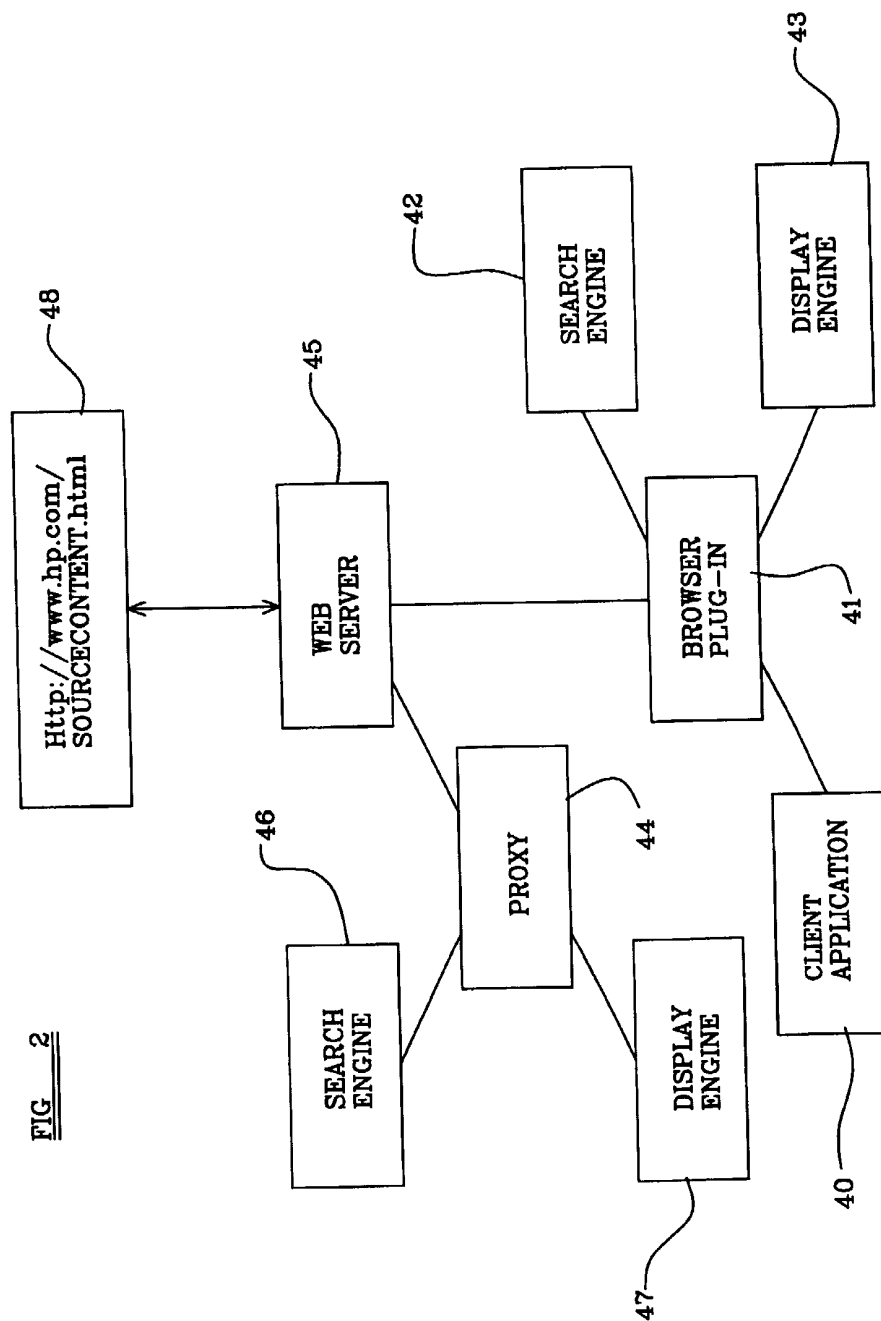 FIG 2
Http://www.hp.com/
SOURCECONTENT.html
48
WEB
SERVER
45
SEARCH
ENGINE
46
PROXY
44
DISPLAY
ENGINE
47
SEARCH
ENGINE
42
BROWSER
PLUG-IN
41
DISPLAY
ENGINE
43
CLIENT
APPLICATION
40